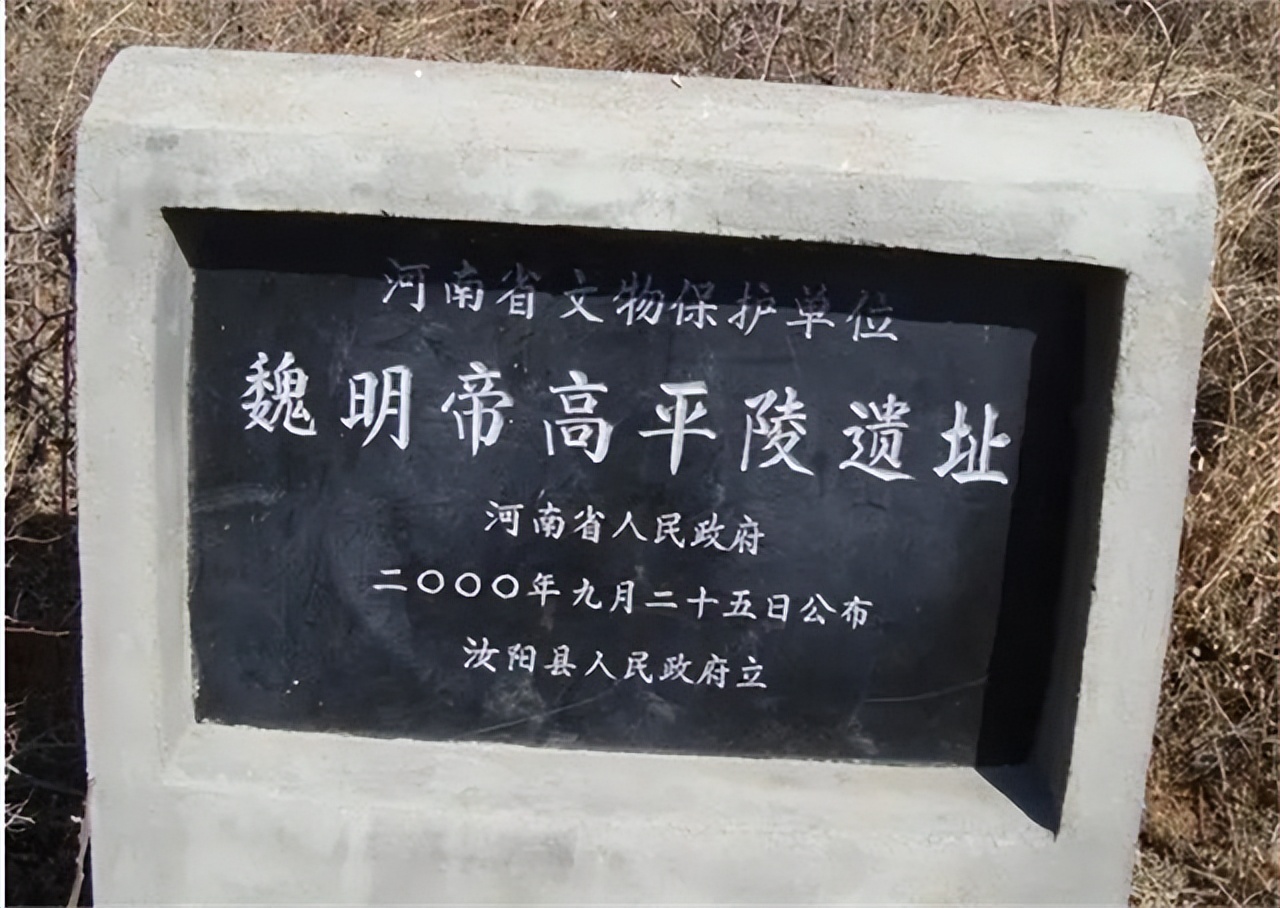 河南省文物保护单位
魏明帝高平陵遗址
河南省人民政府
二〇〇〇年九月二十五日公布
汝阳县人民政府立